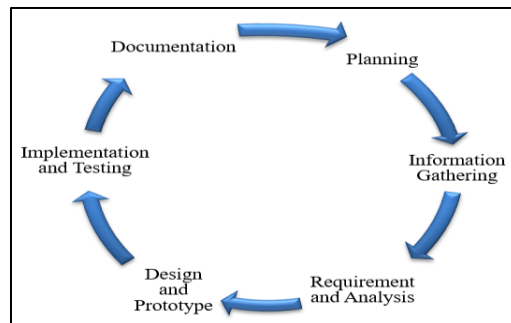 Documentation
Planning
Information
Gathering
Requirement
and Analysis
Design
and
Prototype
Implementation
and Testing